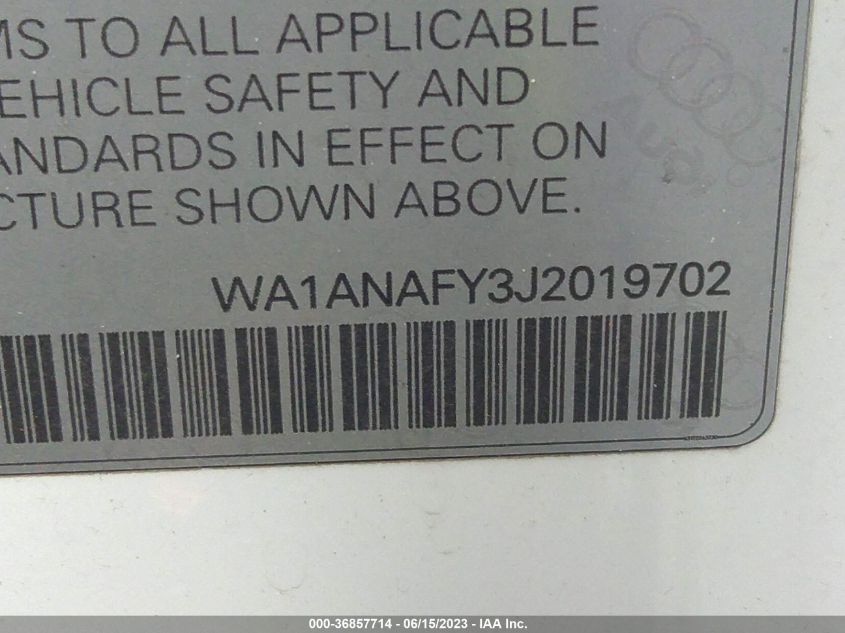 MS TO ALL APPLICABLE
EHICLE SAFETY AND
ANDARDS IN EFFECT ON
CTURE SHOWN ABOVE.
Audi
WA1ANAFY3J2019702
000-36857714 - 06/15/2023 - IAA Inc.